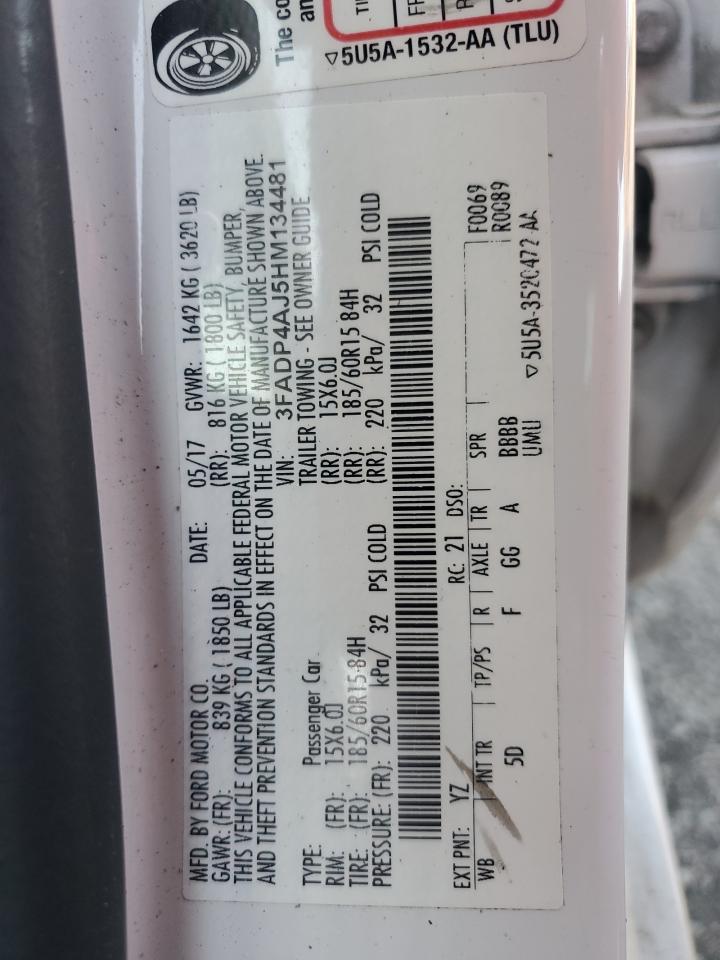 The co
an
5U5A-1532-AA (TLU)
MFD. BY FORD MOTOR CO. DATE: 05/17 GVWR: 1642 KG ( 3620 LB)
GAWR: (FR): 839 KG ( 1850 LB) (RR): 816 KG ( 1800 LB)
THIS VEHICLE CONFORMS TO ALL APPLICABLE FEDERAL MOTOR VEHICLE SAFETY, BUMPER,
AND THEFT PREVENTION STANDARDS IN EFFECT ON THE DATE OF MANUFACTURE SHOWN ABOVE.
VIN: 3FADP4AJ5HM134481
TYPE: Passenger Car TRAILER TOWING - SEE OWNER GUIDE
RIM: (FR): 15X6.0J (RR): 15X6.0J
TIRE: (FR): 185/60R15 84H (RR): 185/60R15 84H
PRESSURE: (FR): 220 kPa/ 32 PSI COLD (RR): 220 kPa/ 32 PSI COLD
EXT PNT: YZ RC: 21 DSO: F0069
WB INT TR TP/PS R AXLE TR SPR R0089
5D F GG A BBBB
UMU
5U5A-3520472 AA